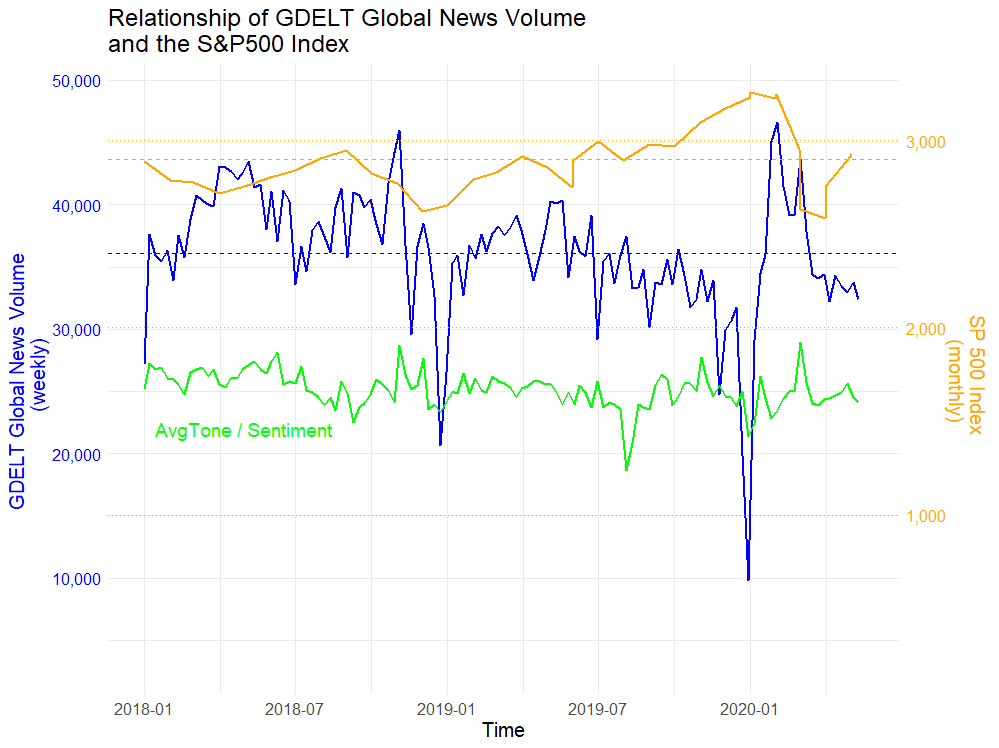 Relationship of GDELT Global News Volume
and the S&P500 Index
50,000
40,000
30,000
20,000
10,000
GDELT Global News Volume
(weekly)
3,000
2,000
1,000
SP 500 Index
(monthly)
AvgTone / Sentiment
2018-01
2018-07
2019-01
2019-07
2020-01
Time